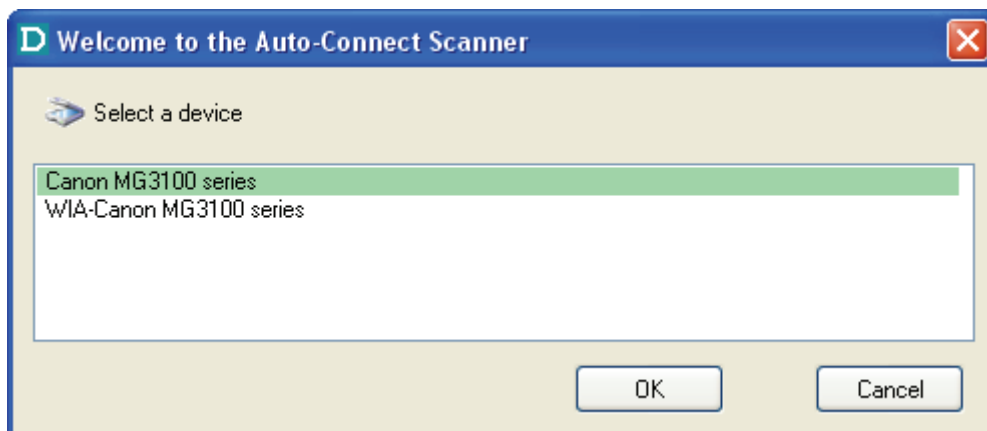 D Welcome to the Auto-Connect Scanner
Select a device
Canon MG3100 series
WIA-Canon MG3100 series
OK Cancel